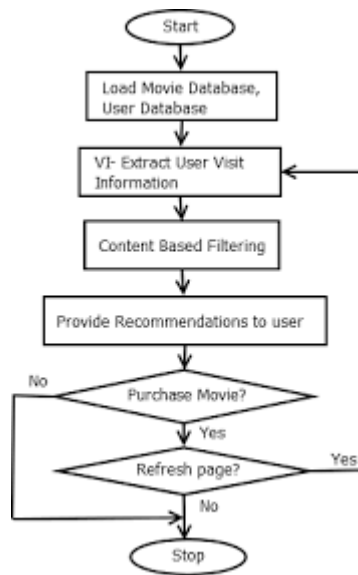 Start
Load Movie Database,
User Database
VI- Extract User Visit
Information
Content Based Filtering
Provide Recommendations to user
No
Purchase Movie?
Yes
Refresh page?
Yes
No
Stop